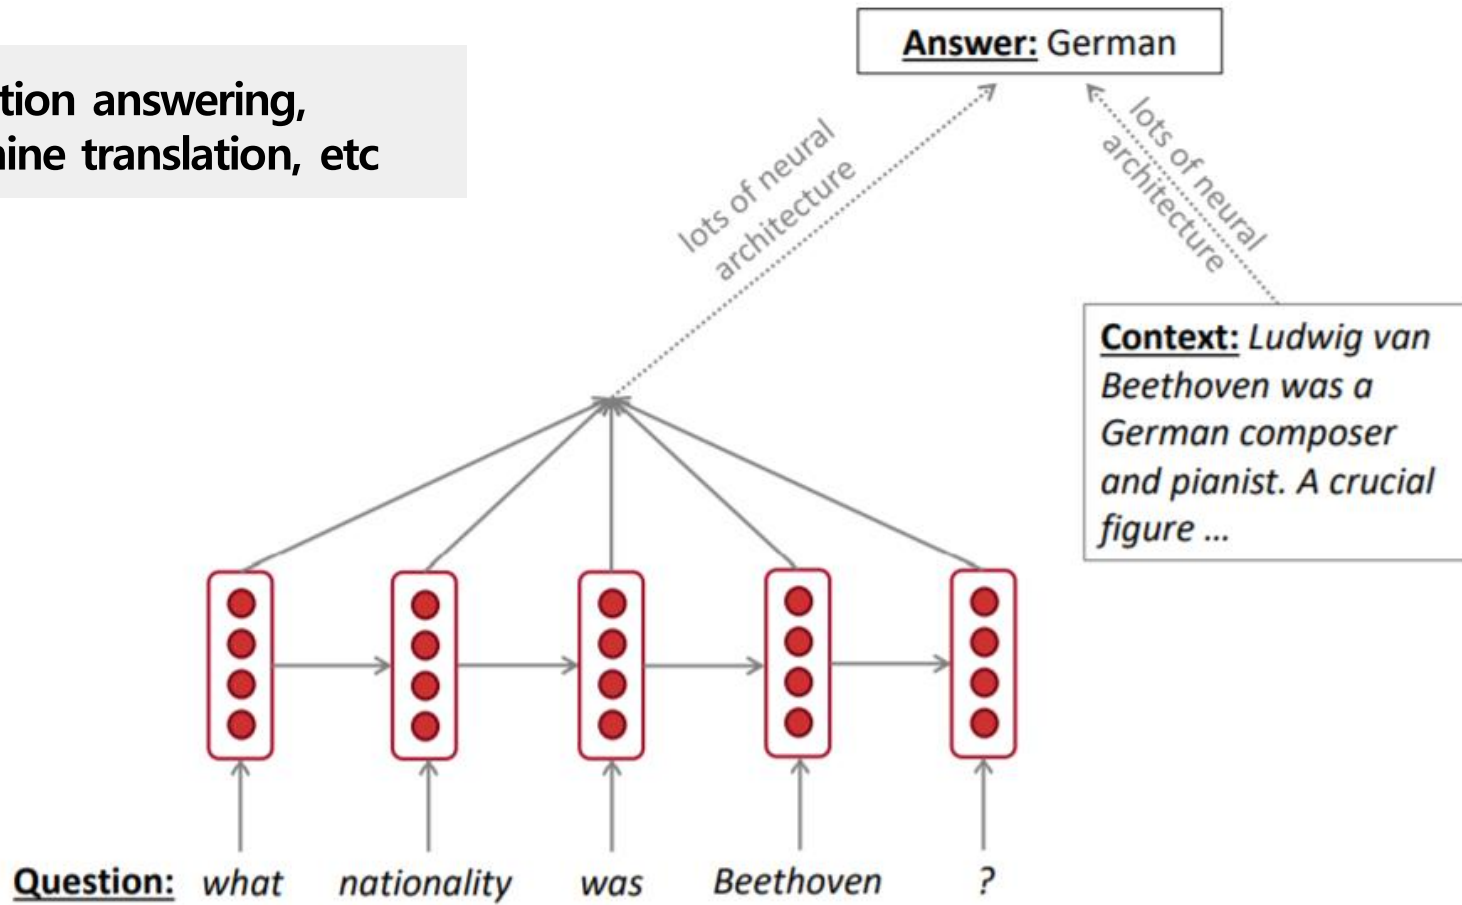 tion answering,
ine translation, etc
Answer: German
lots of neural
architecture
lots of neural
architecture
Context: Ludwig van
Beethoven was a
German composer
and pianist. A crucial
figure ...
Question: what nationality was Beethoven ?